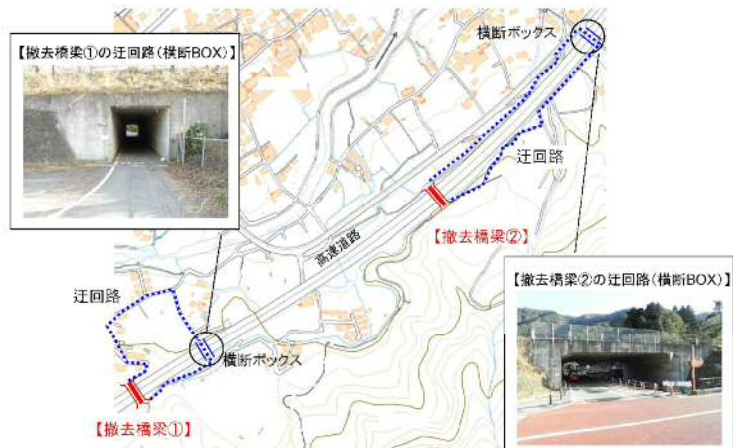 【撤去橋梁①の迂回路(横断BOX)】
横断ボックス
迂回路
【撤去橋梁②】
高速道路
【撤去橋梁②の迂回路(横断BOX)】
迂回路
横断ボックス
【撤去橋梁①】